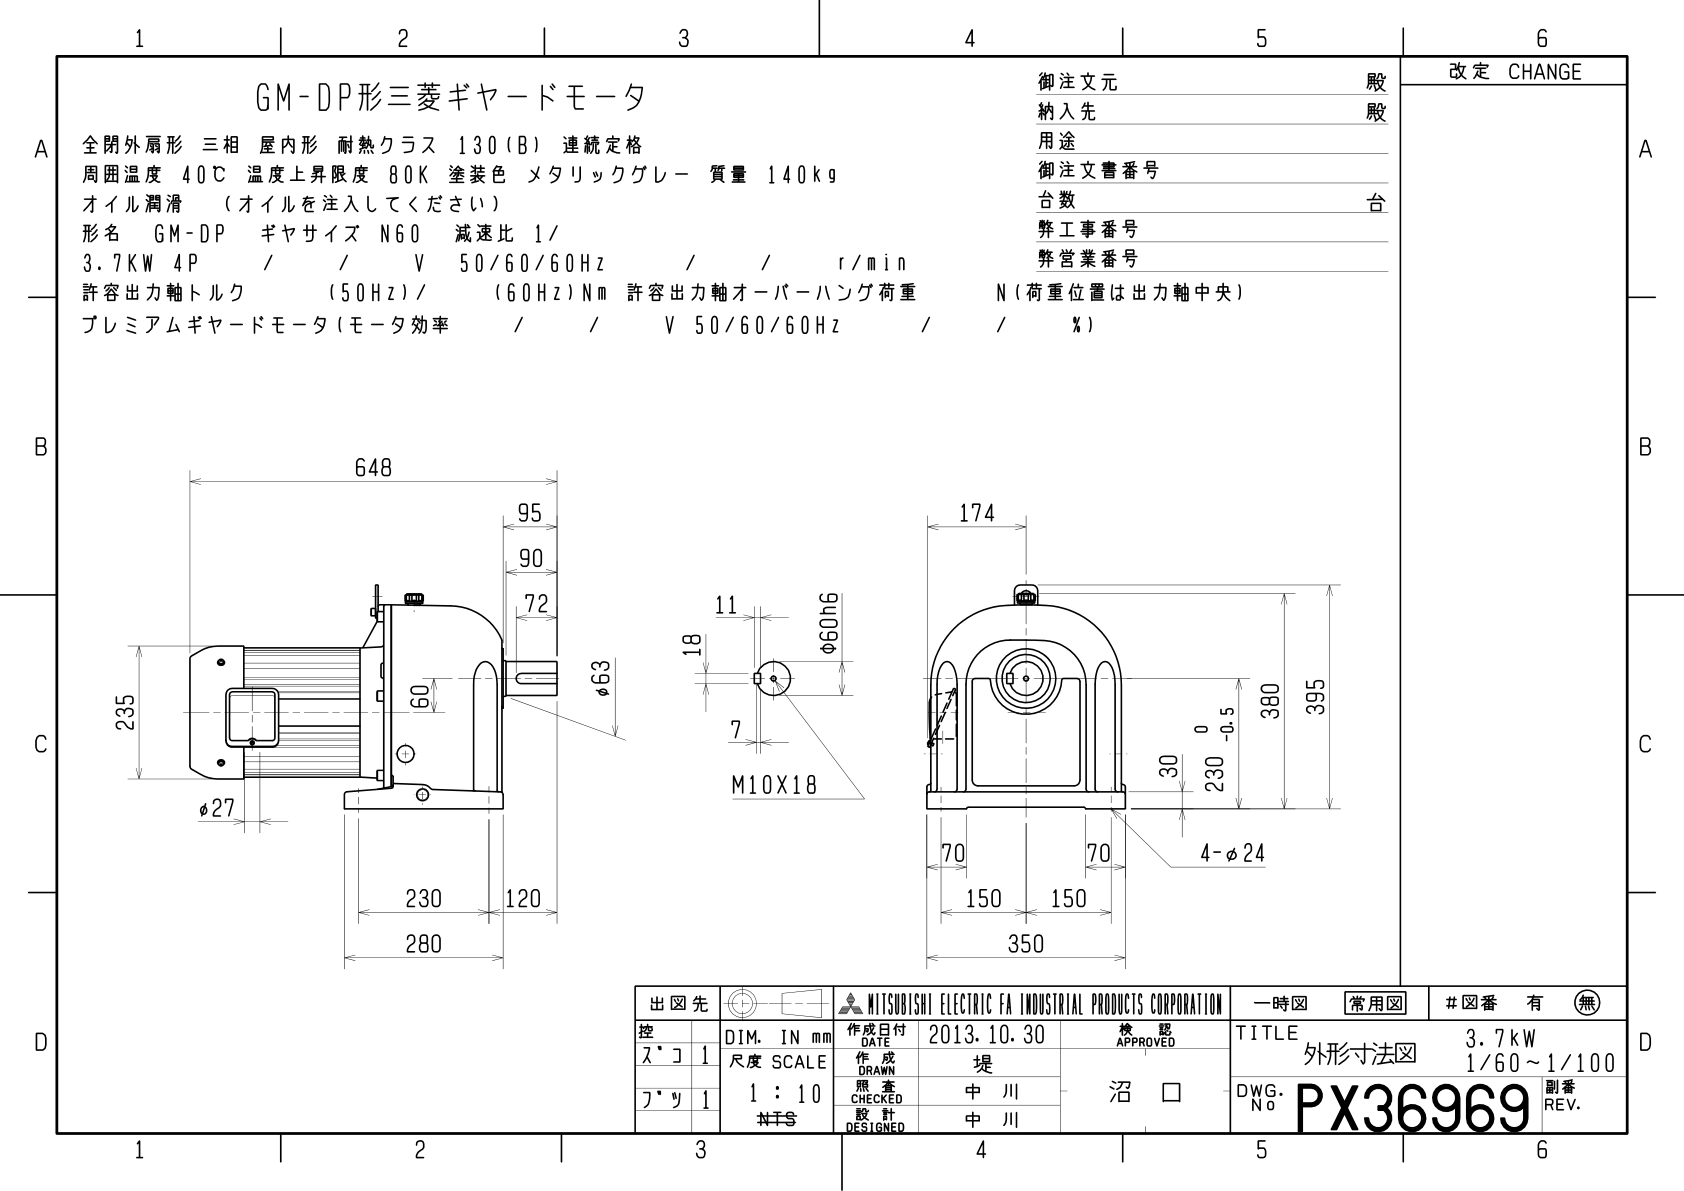 1 2 3 4 5 6
改定 CHANGE
GM-DP形三菱ギヤードモータ
全閉外扇形 三相 屋内形 耐熱クラス 130(B) 連続定格
周囲温度 40℃ 温度上昇限度 80K 塗装色 メタリックグレー 質量 140kg
オイル潤滑 (オイルを注入してください)
形名 GM-DP ギヤサイズ N60 減速比 1/
3.7KW 4P / / V 50/60/60Hz / / r/min
許容出力軸トルク (50Hz)/ (60Hz)Nm 許容出力軸オーバーハング荷重 N(荷重位置は出力軸中央)
プレミアムギヤードモータ(モータ効率 / / V 50/60/60Hz / / %)
御注文元 殿
納入先 殿
用途
御注文書番号
台数 台
弊工事番号
弊営業番号
A A
B B
C C
D D
648
95
90
72
60
φ63
235
φ27
230 120
280
11
18
7
Φ60h6
M10X18
174
395
380
230 0 -0.5
30
70 70
4-φ24
150 150
350
出図先
控
ズコ 1
ブツ 1
DIM. IN mm
尺度 SCALE
1 : 10
NTS
MITSUBISHI ELECTRIC FA INDUSTRIAL PRODUCTS CORPORATION
作成日付 DATE 2013.10.30
作成 DRAWN 堤
照査 CHECKED 中川
設計 DESIGNED 中川
検認 APPROVED
沼口
一時図 常用図 #図番 有 無
TITLE 外形寸法図
3.7kW
1/60~1/100
DWG. No PX36969
副番 REV.
1 2 3 4 5 6